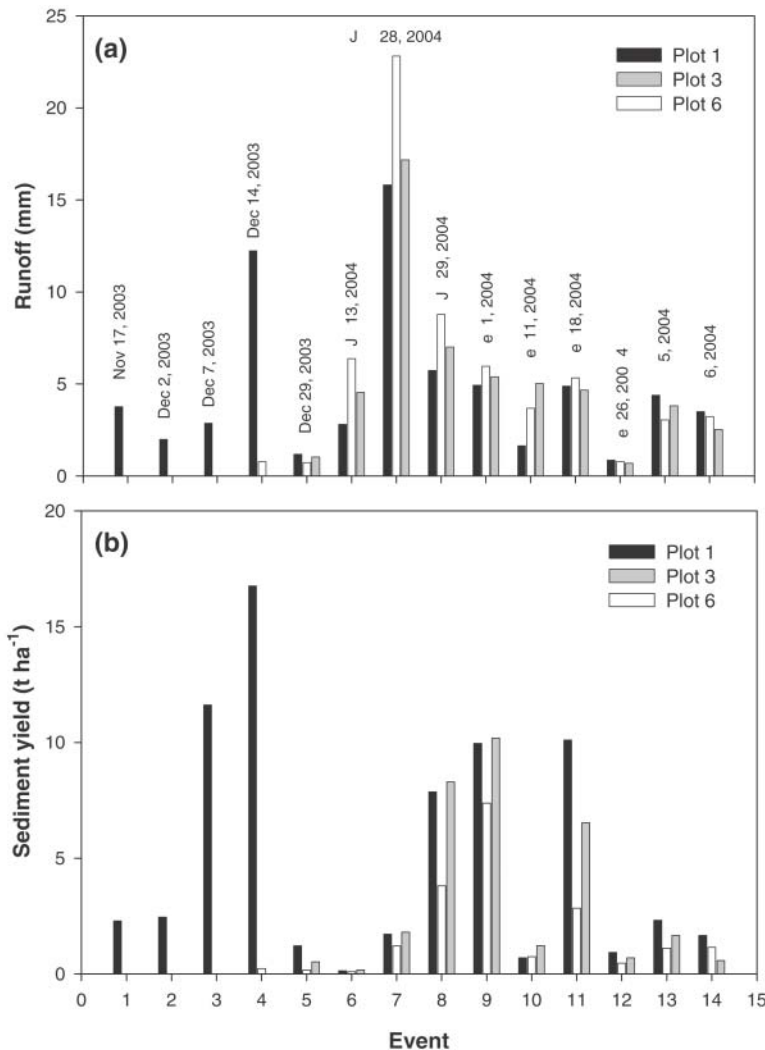 (a)
J 28, 2004
Plot 1
Plot 3
Plot 6
25
20
15
10
5
0
Runoff (mm)
Nov 17, 2003
Dec 2, 2003
Dec 7, 2003
Dec 14, 2003
Dec 29, 2003
J 13, 2004
J 29, 2004
e 1, 2004
e 11, 2004
e 18, 2004
e 26, 200 4
5, 2004
6, 2004
(b)
Plot 1
Plot 3
Plot 6
20
15
10
5
0
Sediment yield (t ha⁻¹)
0 1 2 3 4 5 6 7 8 9 10 11 12 13 14 15
Event